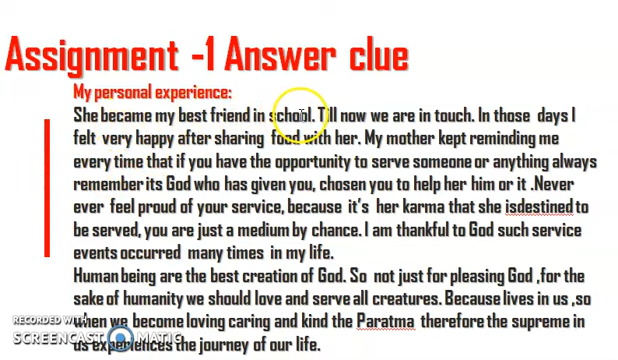 Assignment -1 Answer clue
My personal experience:
She became my best friend in school. Till now we are in touch. In those days I
felt very happy after sharing food with her. My mother kept reminding me
every time that if you have the opportunity to serve someone or anything always
remember its God who has given you, chosen you to help her him or it .Never
ever feel proud of your service, because it's her karma that she isdestined to
be served, you are just a medium by chance. I am thankful to God such service
events occurred many times in my life.
Human being are the best creation of God. So not just for pleasing God ,for the
sake of humanity we should love and serve all creatures. Because lives in us ,so
when we become loving caring and kind the Paratma therefore the supreme in
us experiences the journey of our life.
RECORDED WITH
SCREENCAST MATIC